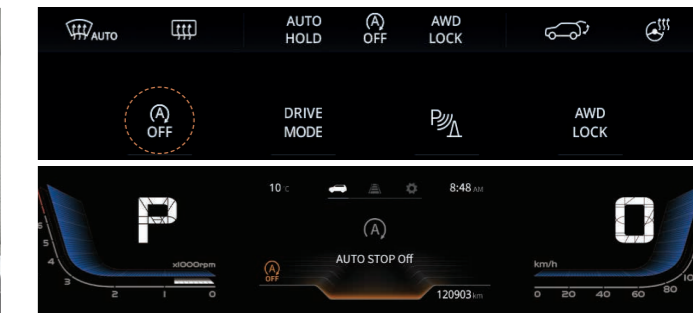 AUTO
AUTO HOLD
A OFF
AWD LOCK
A OFF
DRIVE MODE
P
AWD LOCK
P
10 c
8:48 AM
0
A
AUTO STOP Off
A OFF
120903 km
x1000rpm
5
4
3
2
1
0
km/h
0
20
40
60
80